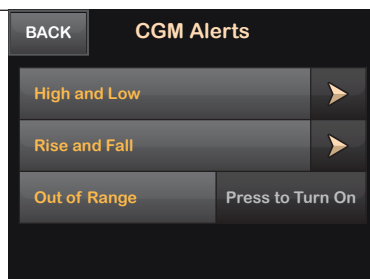 BACK
CGM Alerts
High and Low
Rise and Fall
Out of Range
Press to Turn On